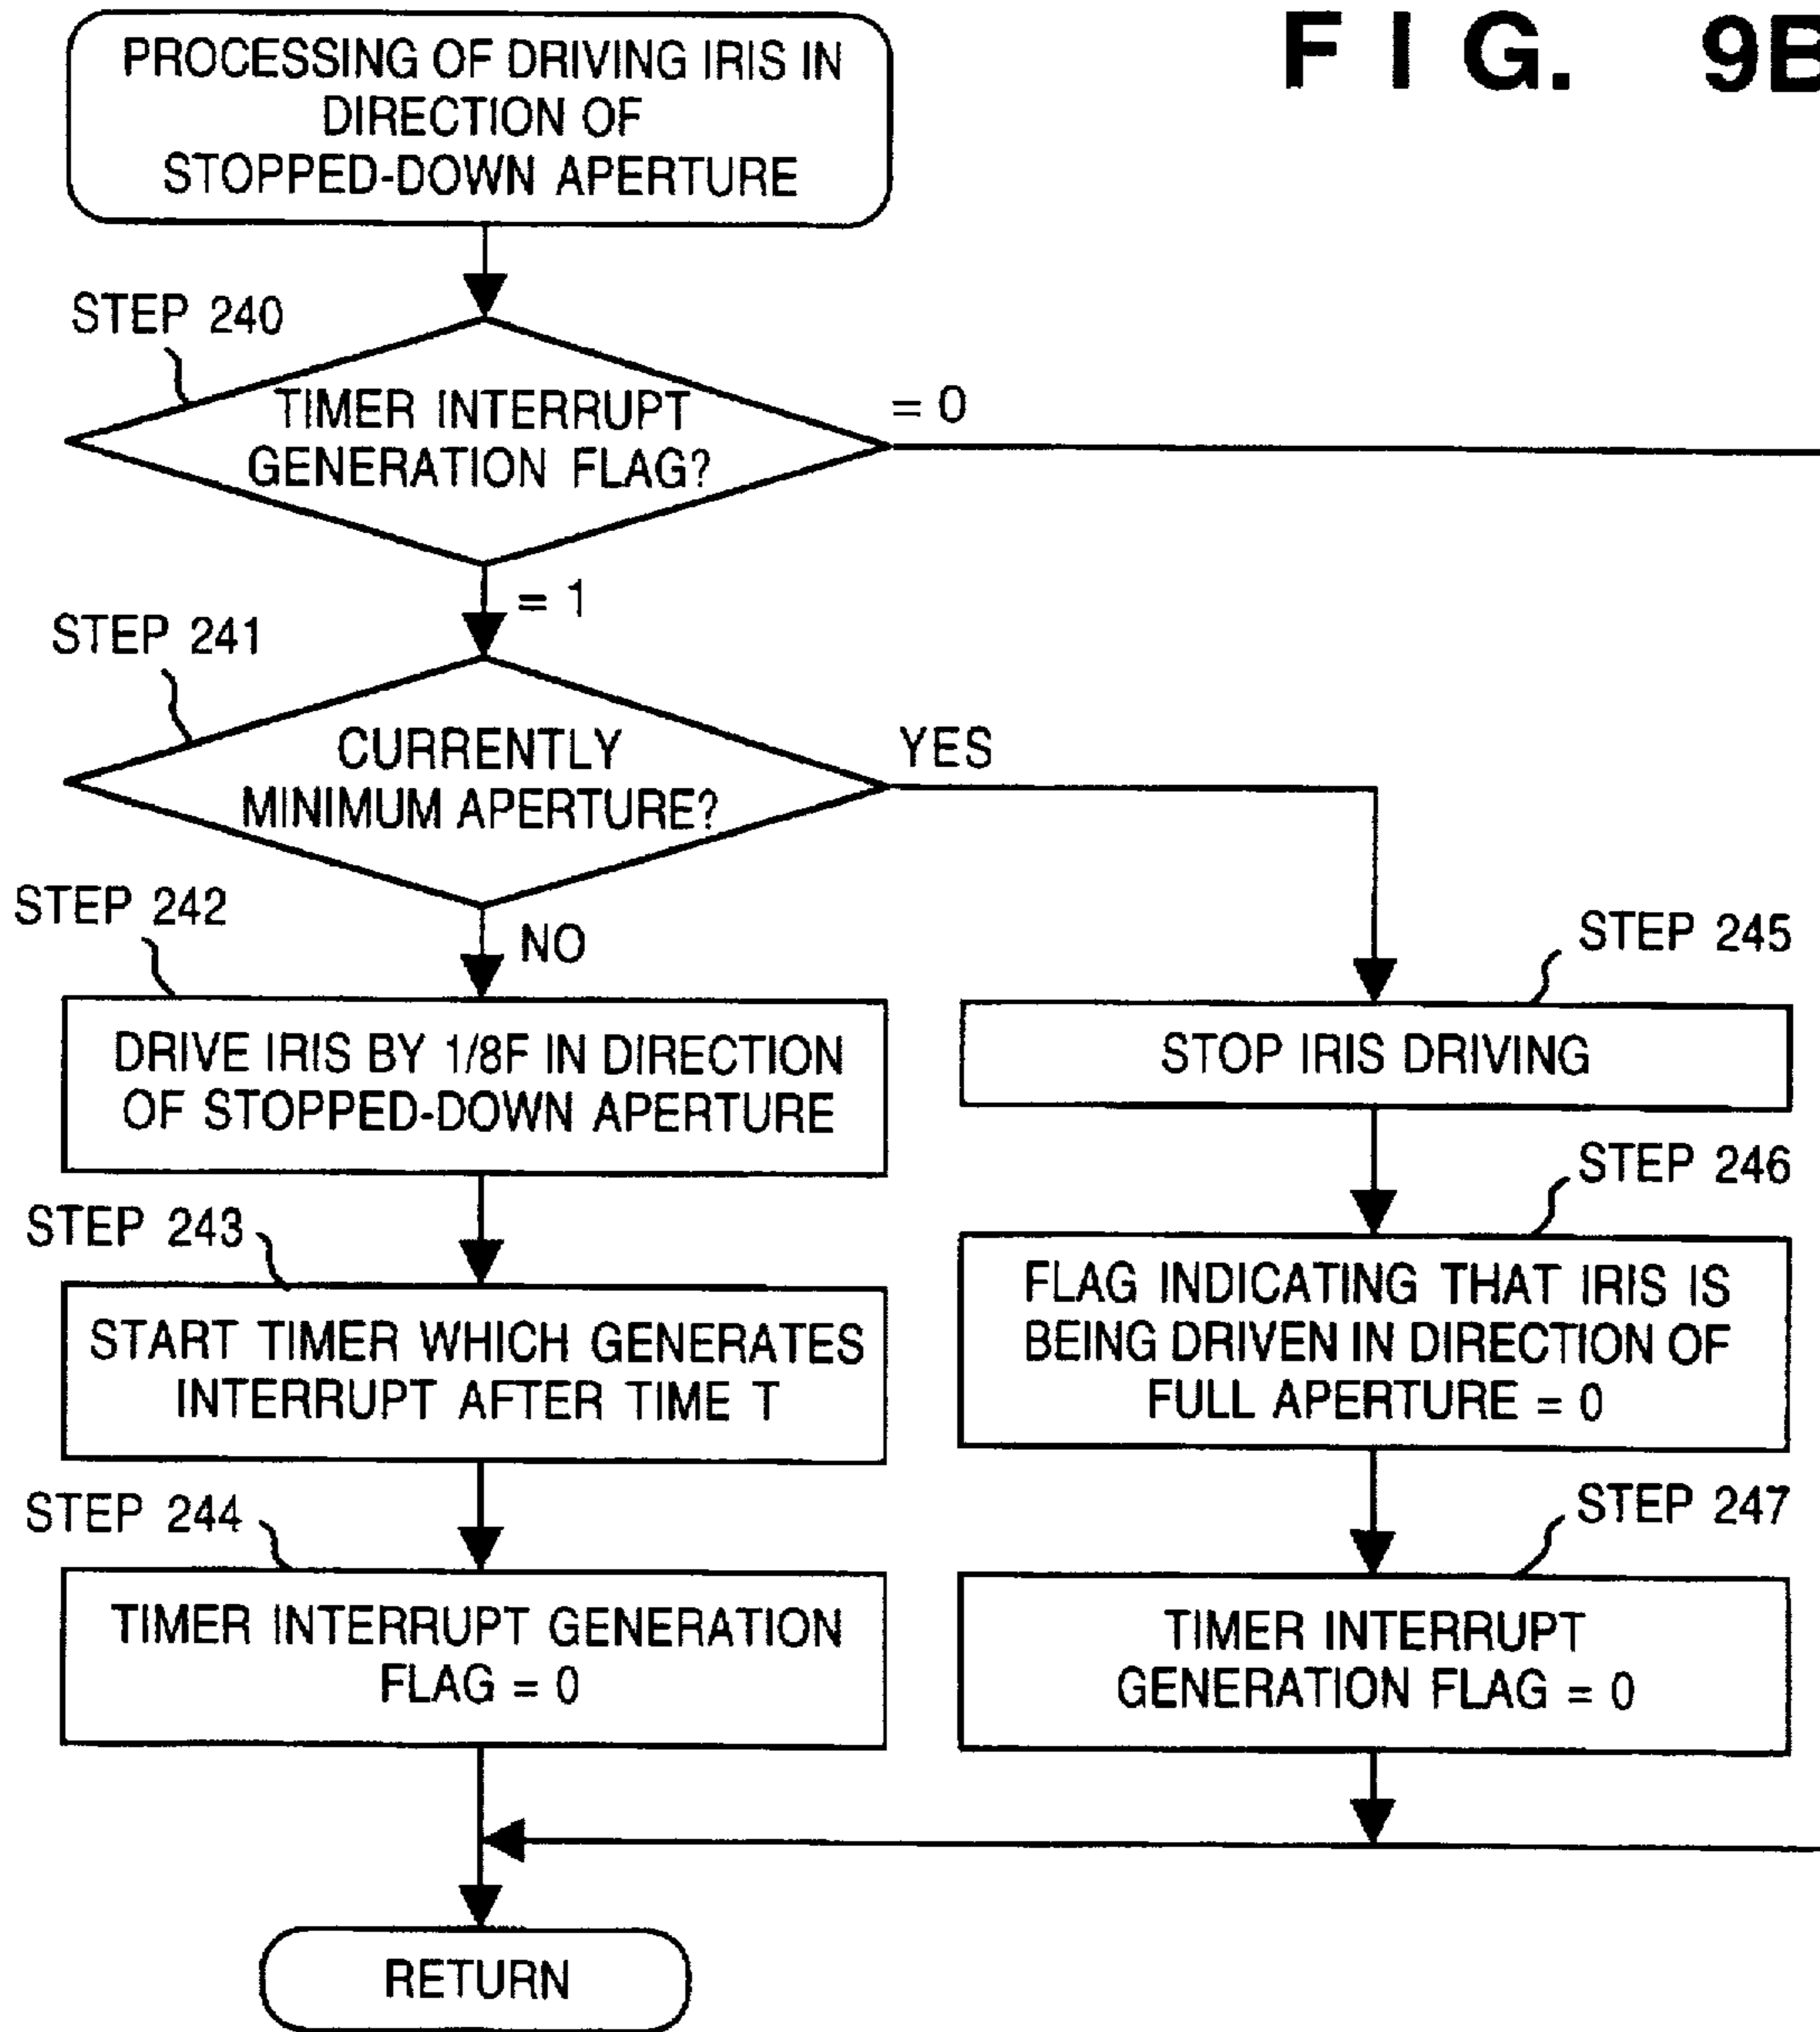 F I G. 9B
PROCESSING OF DRIVING IRIS IN
DIRECTION OF
STOPPED-DOWN APERTURE
STEP 240
TIMER INTERRUPT
GENERATION FLAG?
= 0
= 1
STEP 241
CURRENTLY
MINIMUM APERTURE?
YES
NO
STEP 242
DRIVE IRIS BY 1/8F IN DIRECTION
OF STOPPED-DOWN APERTURE
STEP 243
START TIMER WHICH GENERATES
INTERRUPT AFTER TIME T
STEP 244
TIMER INTERRUPT GENERATION
FLAG = 0
STEP 245
STOP IRIS DRIVING
STEP 246
FLAG INDICATING THAT IRIS IS
BEING DRIVEN IN DIRECTION OF
FULL APERTURE = 0
STEP 247
TIMER INTERRUPT
GENERATION FLAG = 0
RETURN